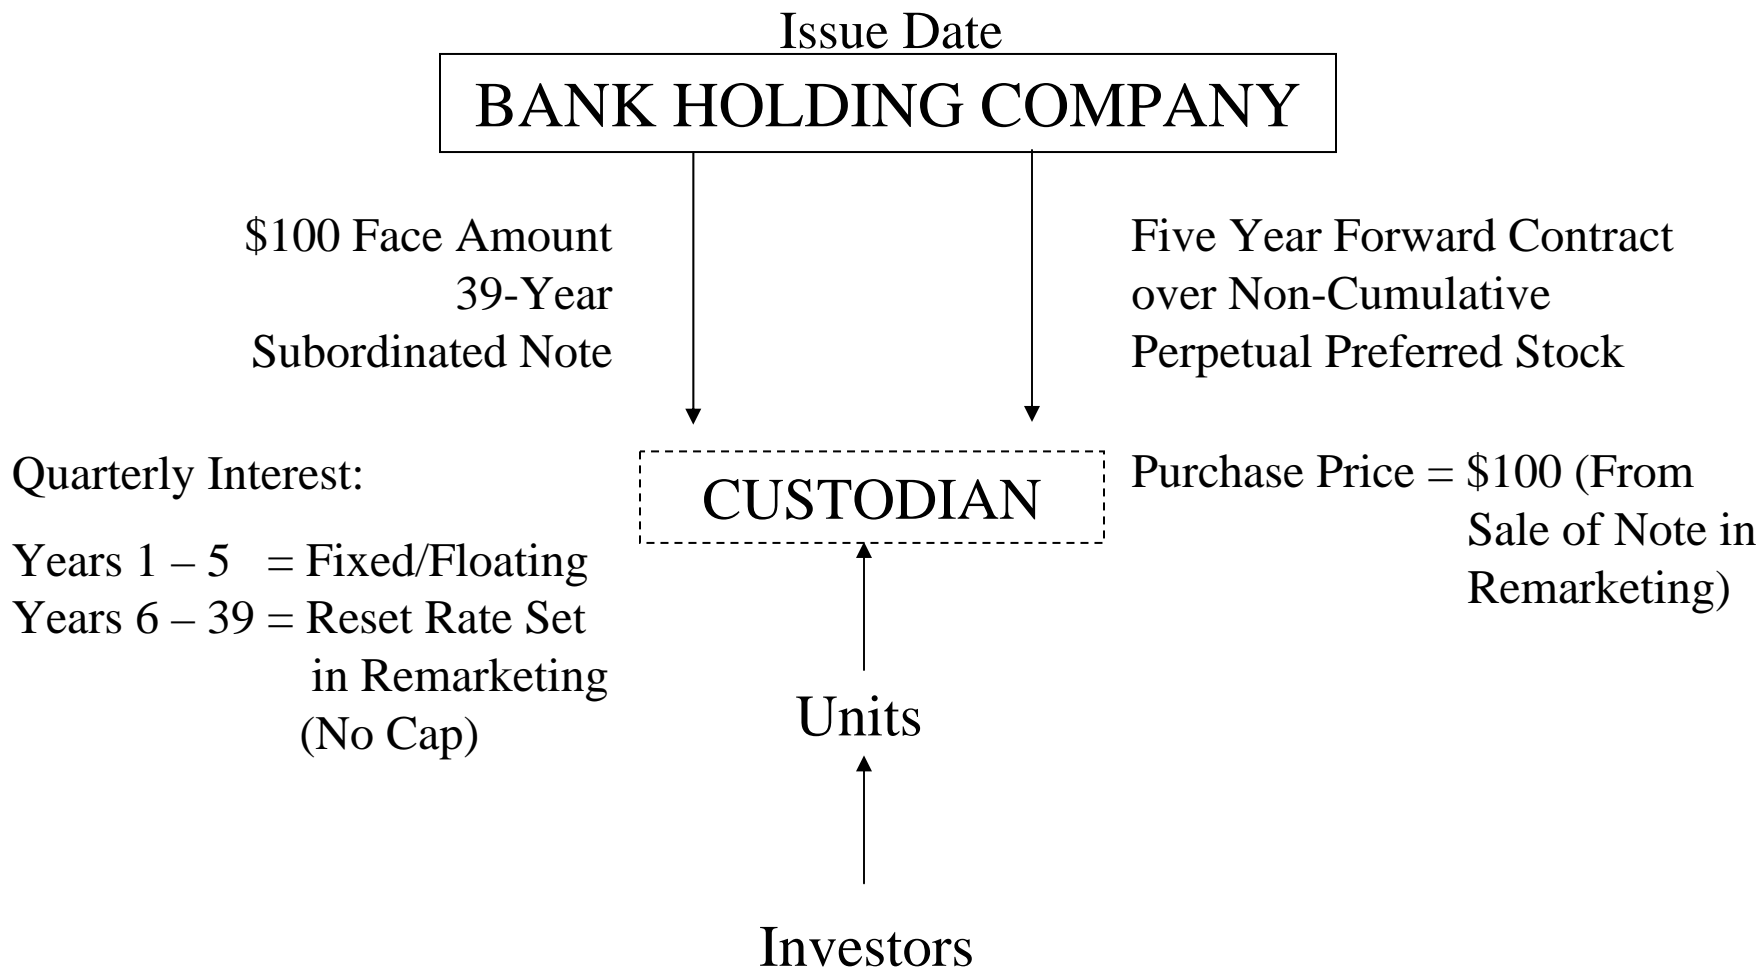 Issue Date
BANK HOLDING COMPANY
$100 Face Amount
39-Year
Subordinated Note
Five Year Forward Contract
over Non-Cumulative
Perpetual Preferred Stock
Quarterly Interest:
Years 1 – 5 = Fixed/Floating
Years 6 – 39 = Reset Rate Set
in Remarketing
(No Cap)
CUSTODIAN
Purchase Price = $100 (From
Sale of Note in
Remarketing)
Units
Investors